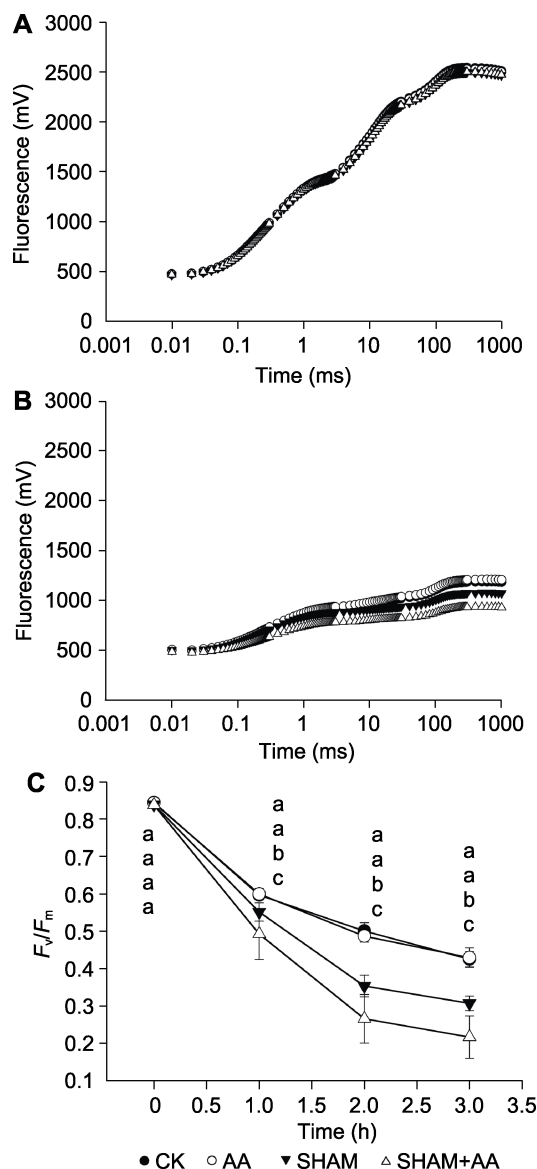 A
3000
2500
2000
1500
1000
500
0
Fluorescence (mV)
0.001 0.01 0.1 1 10 100 1000
Time (ms)
B
3000
2500
2000
1500
1000
500
0
Fluorescence (mV)
0.001 0.01 0.1 1 10 100 1000
Time (ms)
C
0.9
0.8
0.7
0.6
0.5
0.4
0.3
0.2
0.1
Fv/Fm
a
a
a
a
a
a
b
c
a
a
b
c
a
a
b
c
0 0.5 1.0 1.5 2.0 2.5 3.0 3.5
Time (h)
CK AA SHAM SHAM+AA